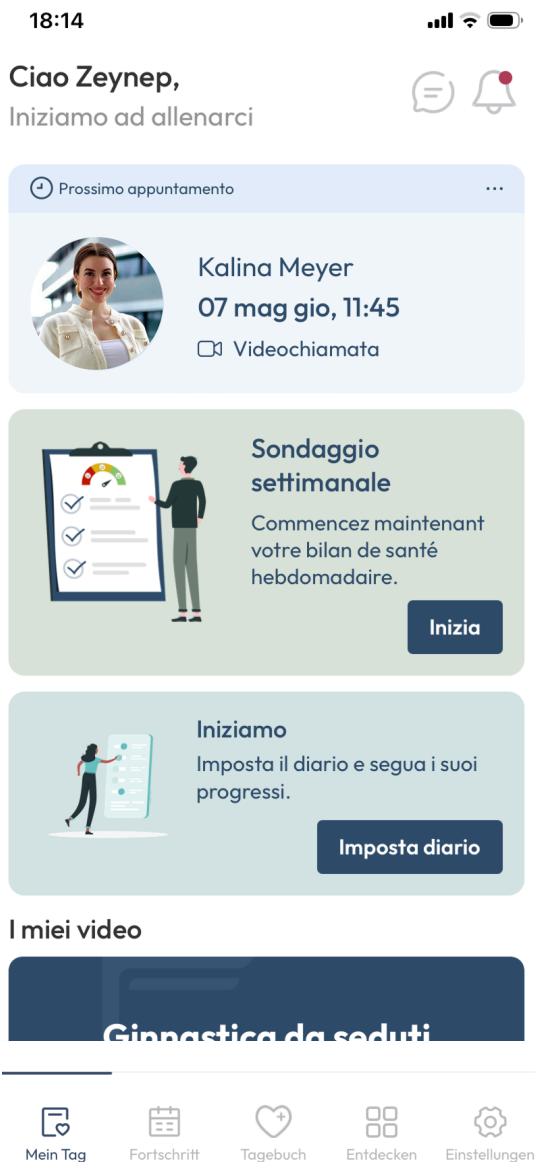 18:14
Ciao Zeynep,
Iniziamo ad allenarci
Prossimo appuntamento
Kalina Meyer
07 mag gio, 11:45
Videochiamata
Sondaggio
settimanale
Commencez maintenant
votre bilan de santé
hebdomadaire.
Inizia
Iniziamo
Imposta il diario e segua i suoi
progressi.
Imposta diario
I miei video
Ginnastica da seduti
Mein Tag
Fortschritt
Tagebuch
Entdecken
Einstellungen